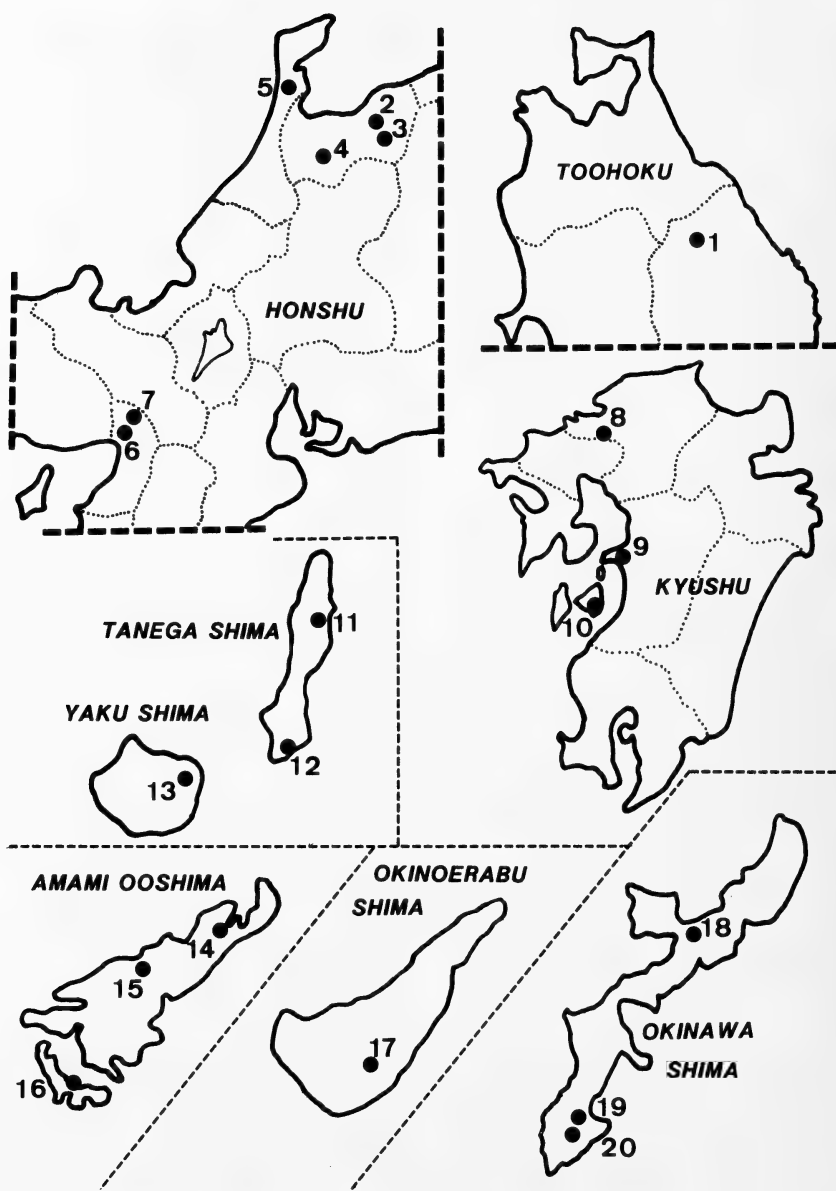 5
2
3
4
HONSHU
7
6
TOOHOKU
1
8
9
KYUSHU
10
TANEGA SHIMA
11
YAKU SHIMA
12
13
AMAMI OOSHIMA
14
15
16
OKINOERABU
SHIMA
17
18
OKINAWA
SHIMA
19
20